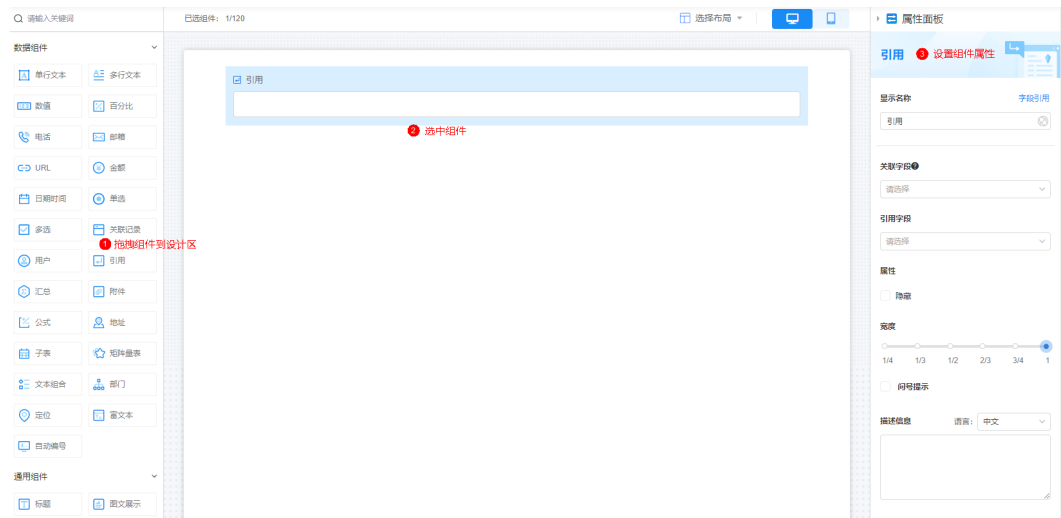 请输入关键词
已选组件： 1/120
选择布局
属性面板
数据组件
单行文本
多行文本
数值
百分比
电话
邮箱
URL
金额
日期时间
单选
多选
关联记录
1 拖拽组件到设计区
用户
引用
汇总
附件
公式
地址
子表
矩阵量表
文本组合
部门
定位
富文本
自动编号
通用组件
标题
图文展示
引用
2 选中组件
引用
3 设置组件属性
显示名称
字段引用
引用
关联字段
请选择
引用字段
请选择
属性
隐藏
宽度
1/4 1/3 1/2 2/3 3/4 1
问号提示
描述信息
语言： 中文